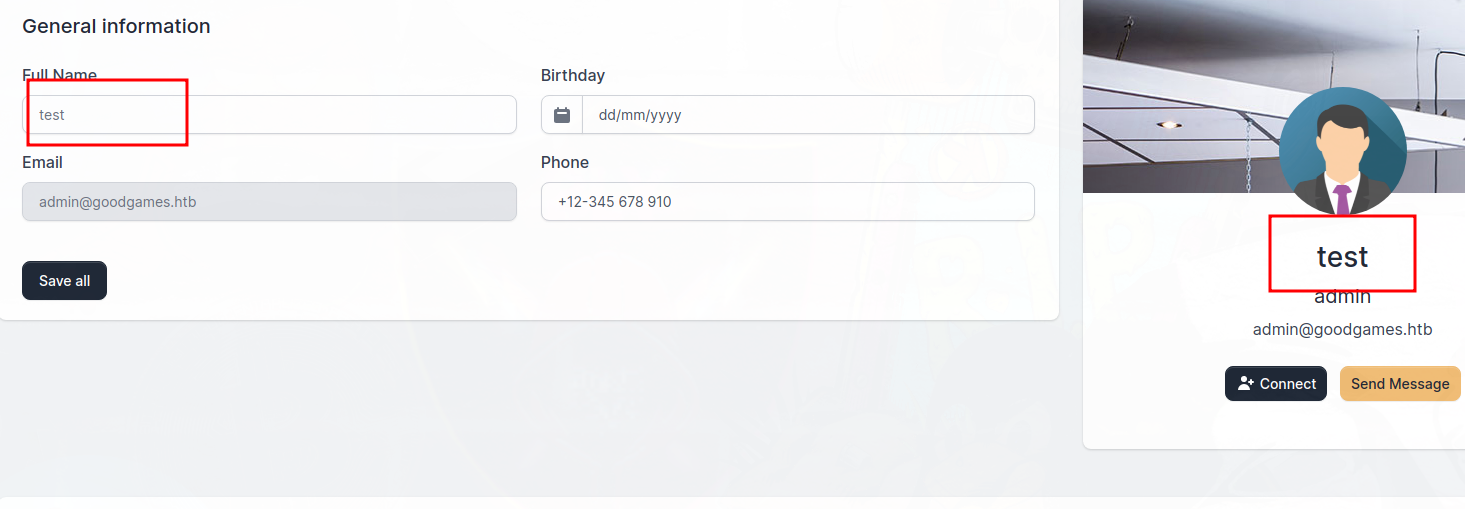 General information
Full Name
Birthday
test
dd/mm/yyyy
Email
Phone
admin@goodgames.htb
+12-345 678 910
Save all
test
admin
admin@goodgames.htb
Connect
Send Message